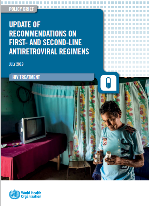 POLICY BRIEF
UPDATE OF
RECOMMENDATIONS ON
FIRST- AND SECOND-LINE
ANTIRETROVIRAL REGIMENS
JULY 2019
HIV TREATMENT
World Health
Organization